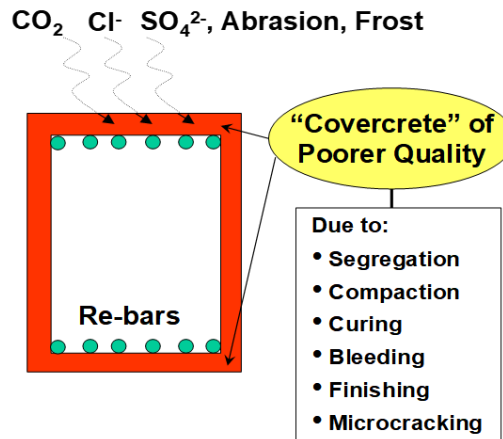 CO₂ Cl⁻ SO₄²⁻, Abrasion, Frost
“Covercrete” of
Poorer Quality
Due to:
• Segregation
• Compaction
• Curing
• Bleeding
• Finishing
• Microcracking
Re-bars